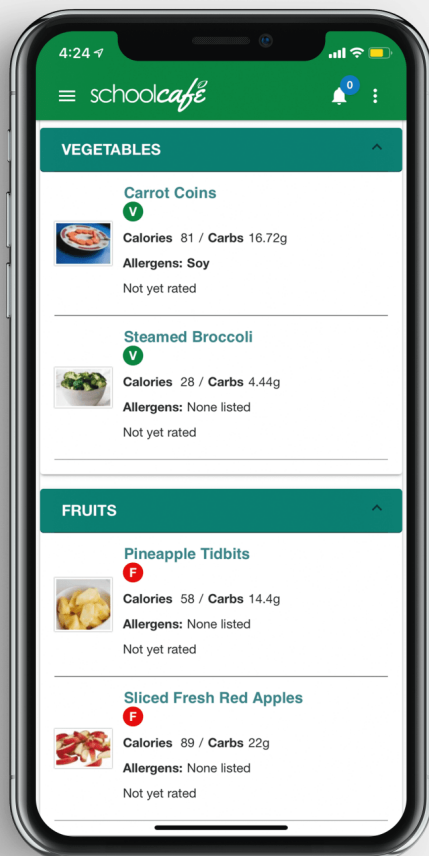 4:24
schoolcafé
0
VEGETABLES
Carrot Coins
V
Calories 81 / Carbs 16.72g
Allergens: Soy
Not yet rated
Steamed Broccoli
V
Calories 28 / Carbs 4.44g
Allergens: None listed
Not yet rated
FRUITS
Pineapple Tidbits
F
Calories 58 / Carbs 14.4g
Allergens: None listed
Not yet rated
Sliced Fresh Red Apples
F
Calories 89 / Carbs 22g
Allergens: None listed
Not yet rated